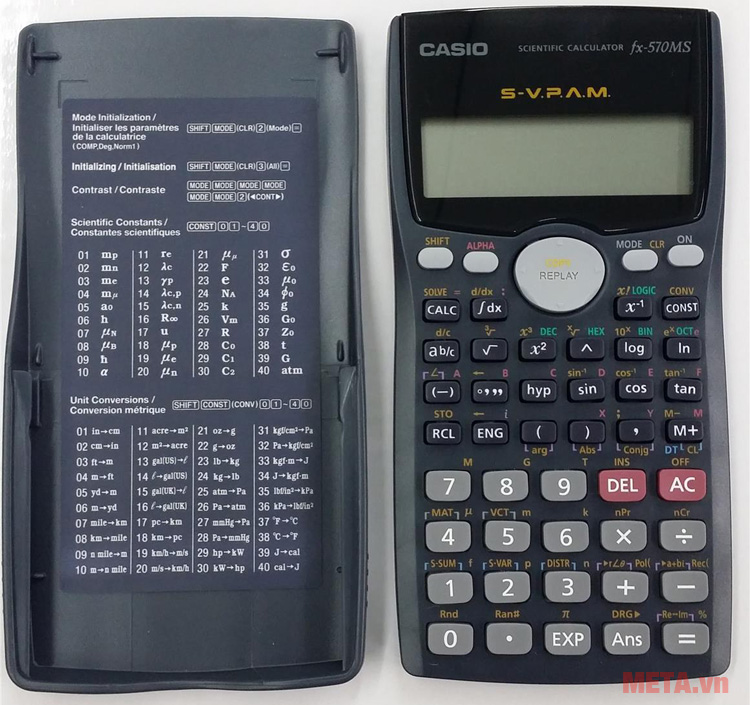 Mode Initialization /
Initialiser les paramètres SHIFT MODE (CLR) 2 (Mode) =
de la calculatrice
(COMP,Deg,Norm1)
Initializing / Initialisation SHIFT MODE (CLR) 3 (All) =
Contrast / Contraste MODE MODE MODE MODE
MODE MODE 2 (◄CONT►)
Scientific Constants /
Constantes scientifiques CONST 0 1 ~ 4 0
01 mp 11 re 21 μμ 31 σ
02 mn 12 λc 22 F 32 ε0
03 me 13 γp 23 e 33 μ0
04 mμ 14 λc,p 24 NA 34 ϕ0
05 ao 15 λc,n 25 k 35 g
06 h 16 R∞ 26 Vm 36 Go
07 μN 17 u 27 R 37 Zo
08 μB 18 μp 28 Co 38 t
09 ħ 19 μe 29 C1 39 G
10 α 20 μn 30 C2 40 atm
Unit Conversions /
Conversion métrique SHIFT CONST (CONV) 0 1 ~ 4 0
01 in→cm 11 acre→m² 21 oz→g 31 kgf/cm²→Pa
02 cm→in 12 m²→acre 22 g→oz 32 Pa→kgf/cm²
03 ft→m 13 gal(US)→ℓ 23 lb→kg 33 kgf·m→J
04 m→ft 14 ℓ→gal(US) 24 kg→lb 34 J→kgf·m
05 yd→m 15 gal(UK)→ℓ 25 atm→Pa 35 lbf/in²→kPa
06 m→yd 16 ℓ→gal(UK) 26 Pa→atm 36 kPa→lbf/in²
07 mile→km 17 pc→km 27 mmHg→Pa 37 °F→°C
08 km→mile 18 km→pc 28 Pa→mmHg 38 °C→°F
09 n mile→m 19 km/h→m/s 29 hp→kW 39 J→cal
10 m→n mile 20 m/s→km/h 30 kW→hp 40 cal→J
CASIO SCIENTIFIC CALCULATOR fx-570MS
S-V.P.A.M.
SHIFT ALPHA MODE CLR ON
REPLAY
SOLVE = d/dx : x! LOGIC CONV
CALC ∫dx x⁻¹ CONST
d/c ³√ x³ DEC ˣ√ HEX 10ˣ BIN eˣ OCT e
a b/c √ x² ^ log ln
∠ A ← B C sin⁻¹ D cos⁻¹ E tan⁻¹ F
(−) °,,, hyp sin cos tan
STO ← i X ; Y M− M
RCL ENG ( ) , M+
arg Abs Conjg DT CL
M G T INS OFF
7 8 9 DEL AC
MAT μ VCT m k nPr nCr
4 5 6 × ÷
S-SUM f S-VAR p DISTR n ►r∠θ Pol( ►a+bi Rec(
1 2 3 + −
Rnd Ran# π DRG► Re↔Im %
0 . EXP Ans =
META.vn